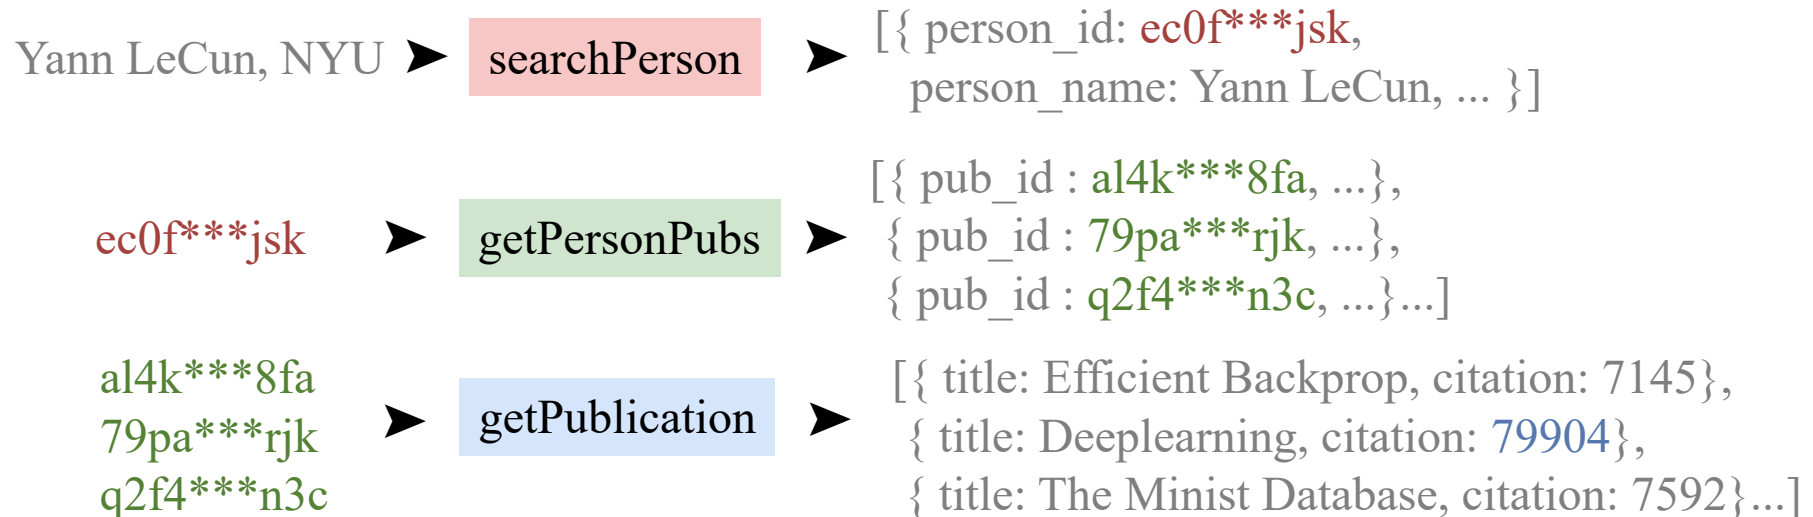 Yann LeCun, NYU ➤ searchPerson ➤ [{ person_id: ec0f***jsk,
person_name: Yann LeCun, ... }]
ec0f***jsk ➤ getPersonPubs ➤ [{ pub_id : al4k***8fa, ...},
{ pub_id : 79pa***rjk, ...},
{ pub_id : q2f4***n3c, ...}...]
al4k***8fa
79pa***rjk
q2f4***n3c
➤ getPublication ➤ [{ title: Efficient Backprop, citation: 7145},
{ title: Deeplearning, citation: 79904},
{ title: The Minist Database, citation: 7592}...]